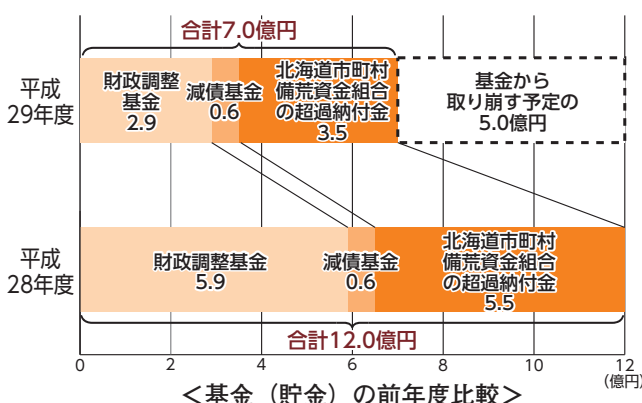 合計7.0億円
平成
29年度
財政調整
基金
2.9
減債基金
0.6
北海道市町村
備荒資金組合
の超過納付金
3.5
基金から
取り崩す予定の
5.0億円
平成
28年度
財政調整基金
5.9
減債基金
0.6
北海道市町村
備荒資金組合
の超過納付金
5.5
合計12.0億円
0 2 4 6 8 10 12
(億円)
＜基金（貯金）の前年度比較＞